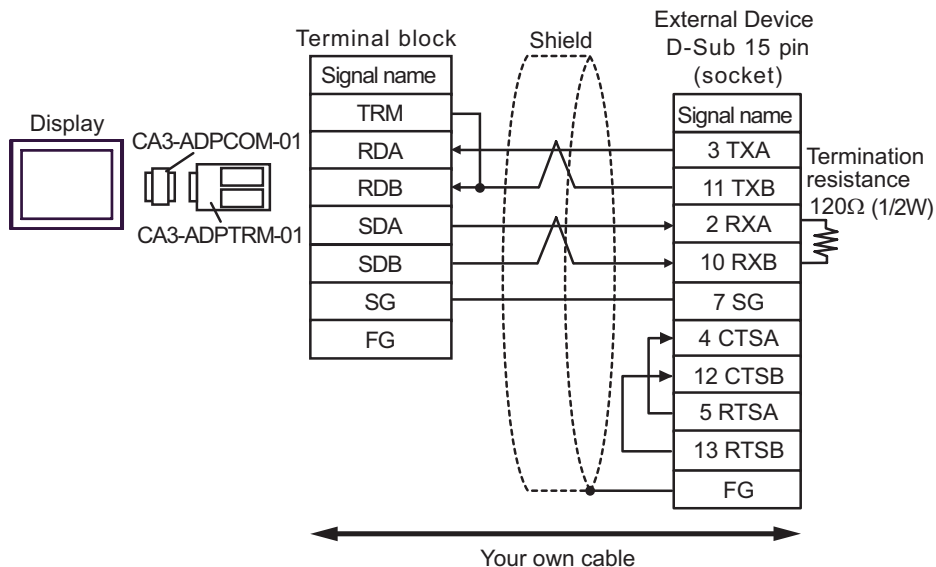 Display
CA3-ADPCOM-01
CA3-ADPTRM-01
Terminal block
Signal name
TRM
RDA
RDB
SDA
SDB
SG
FG
Shield
External Device
D-Sub 15 pin
(socket)
Signal name
3 TXA
11 TXB
2 RXA
10 RXB
7 SG
4 CTSA
12 CTSB
5 RTSA
13 RTSB
FG
Termination
resistance
120Ω (1/2W)
Your own cable